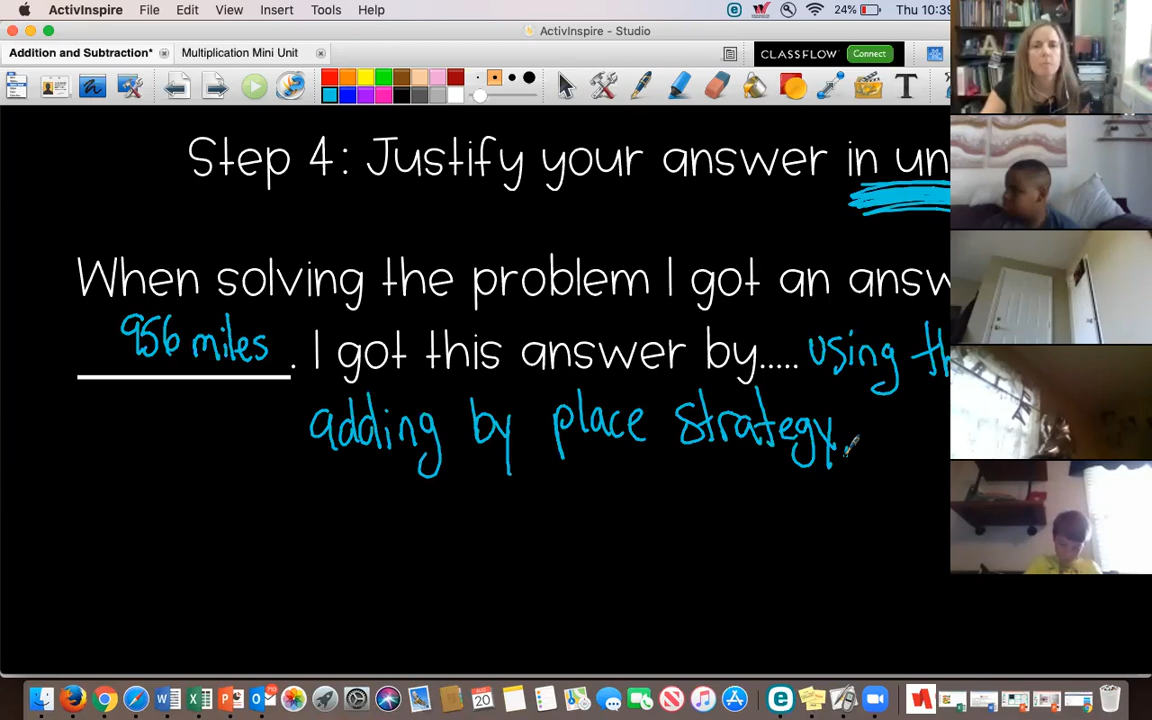 ActivInspire File Edit View Insert Tools Help 24% Thu 10:39
ActivInspire - Studio
Addition and Subtraction* Multiplication Mini Unit
CLASSFLOW Connect
Step 4: Justify your answer in un
When solving the problem I got an answ
956 miles. I got this answer by..... using th
adding by place strategy.
AUG
20